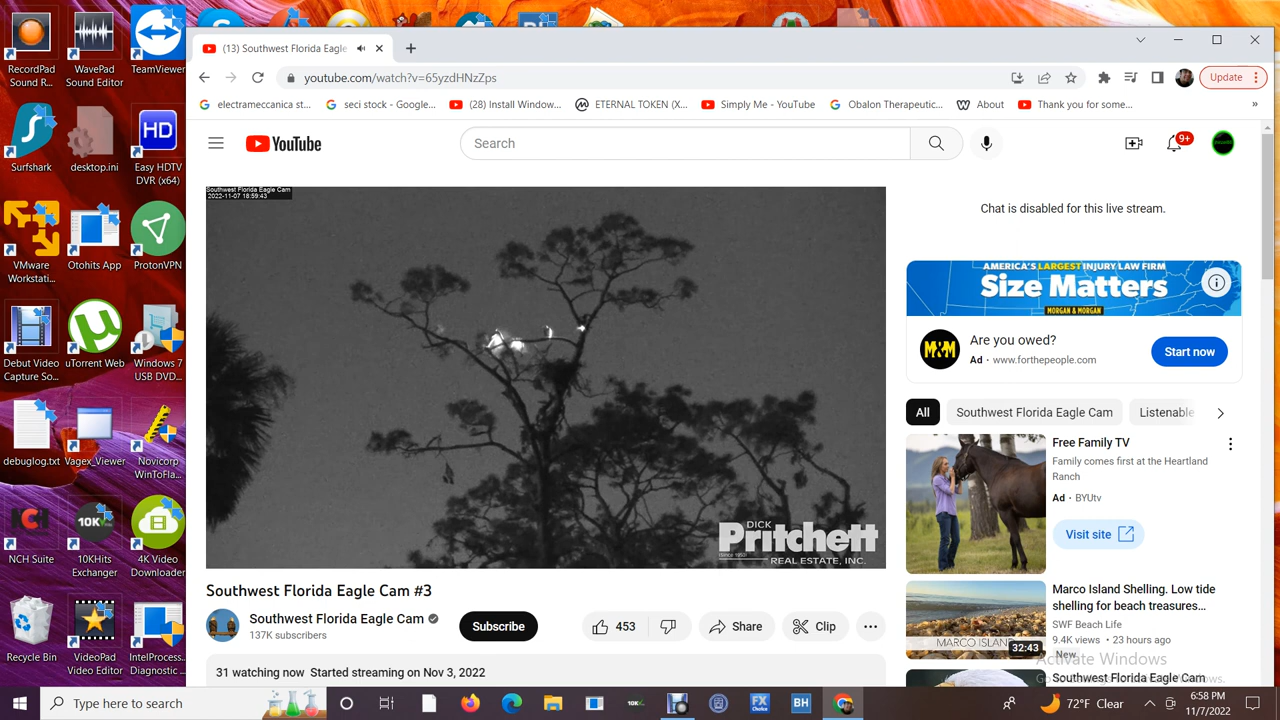 RecordPad
Sound R...
WavePad
Sound Editor
TeamViewer
Surfshark
desktop.ini
HD
Easy HDTV
DVR (x64)
VMware
Workstati...
Otohits App
ProtonVPN
Debut Video
Capture So...
uTorrent Web
Windows 7
USB DVD...
debuglog.txt
Vagex_Viewer
Novicorp
WinToFla...
NCH
NCH Suite
10K
10KHits
Exchanger
4K Video
Downloader
Recycle Bin
VideoPad
Video Editor
IntelProcess...
Diagnostic ...
(13) Southwest Florida Eagle
youtube.com/watch?v=65yzdHNzZps
Update
electrameccanica st...
seci stock - Google...
(28) Install Window...
ETERNAL TOKEN (X...
Simply Me - YouTube
Obalon Therapeutic...
About
Thank you for some...
»
YouTube
Search
9+
Southwest Florida Eagle Cam
2022-11-07 18:59:43
DICK
Pritchett
(SINCE 1953)
REAL ESTATE, INC.
Southwest Florida Eagle Cam #3
Southwest Florida Eagle Cam
137K subscribers
Subscribe
453
Share
Clip
31 watching now Started streaming on Nov 3, 2022
Chat is disabled for this live stream.
AMERICA'S LARGEST INJURY LAW FIRM
Size Matters
MORGAN & MORGAN
M&M
Are you owed?
Ad • www.forthepeople.com
Start now
All
Southwest Florida Eagle Cam
Listenable
Free Family TV
Family comes first at the Heartland
Ranch
Ad • BYUtv
Visit site
MARCO ISLAND
32:43
Marco Island Shelling. Low tide
shelling for beach treasures...
SWF Beach Life
9.4K views • 23 hours ago
New
Activate Windows
Southwest Florida Eagle Cam
Type here to search
10K
FX
Choice
BH
72°F Clear
6:58 PM
11/7/2022